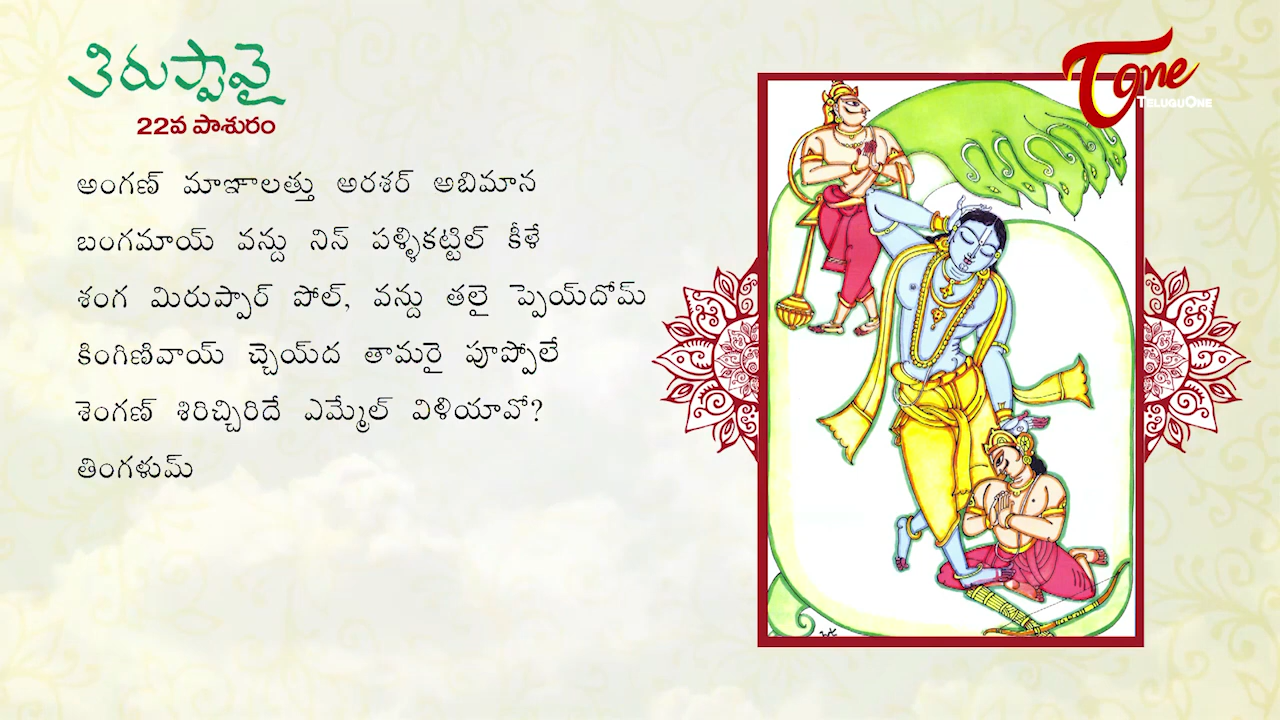 తిరుప్పావై
22వ పాశురం
అంగణ్ మాఞాలత్తు అరశర్ అబిమాన
బంగమాయ్ వన్దు నిన్ పళ్ళికట్టిల్ కీళే
శంగ మిరుప్పార్ పోల్, వన్దు తలై ప్పెయ్‌దోమ్
కింగిణివాయ్ చ్చెయ్‌ద తామరై పూప్పోలే
శెంగణ్ శిరిచ్చిరిదే ఎమ్మేల్ విళియావో?
తింగళుమ్
Tone
TELUGUONE